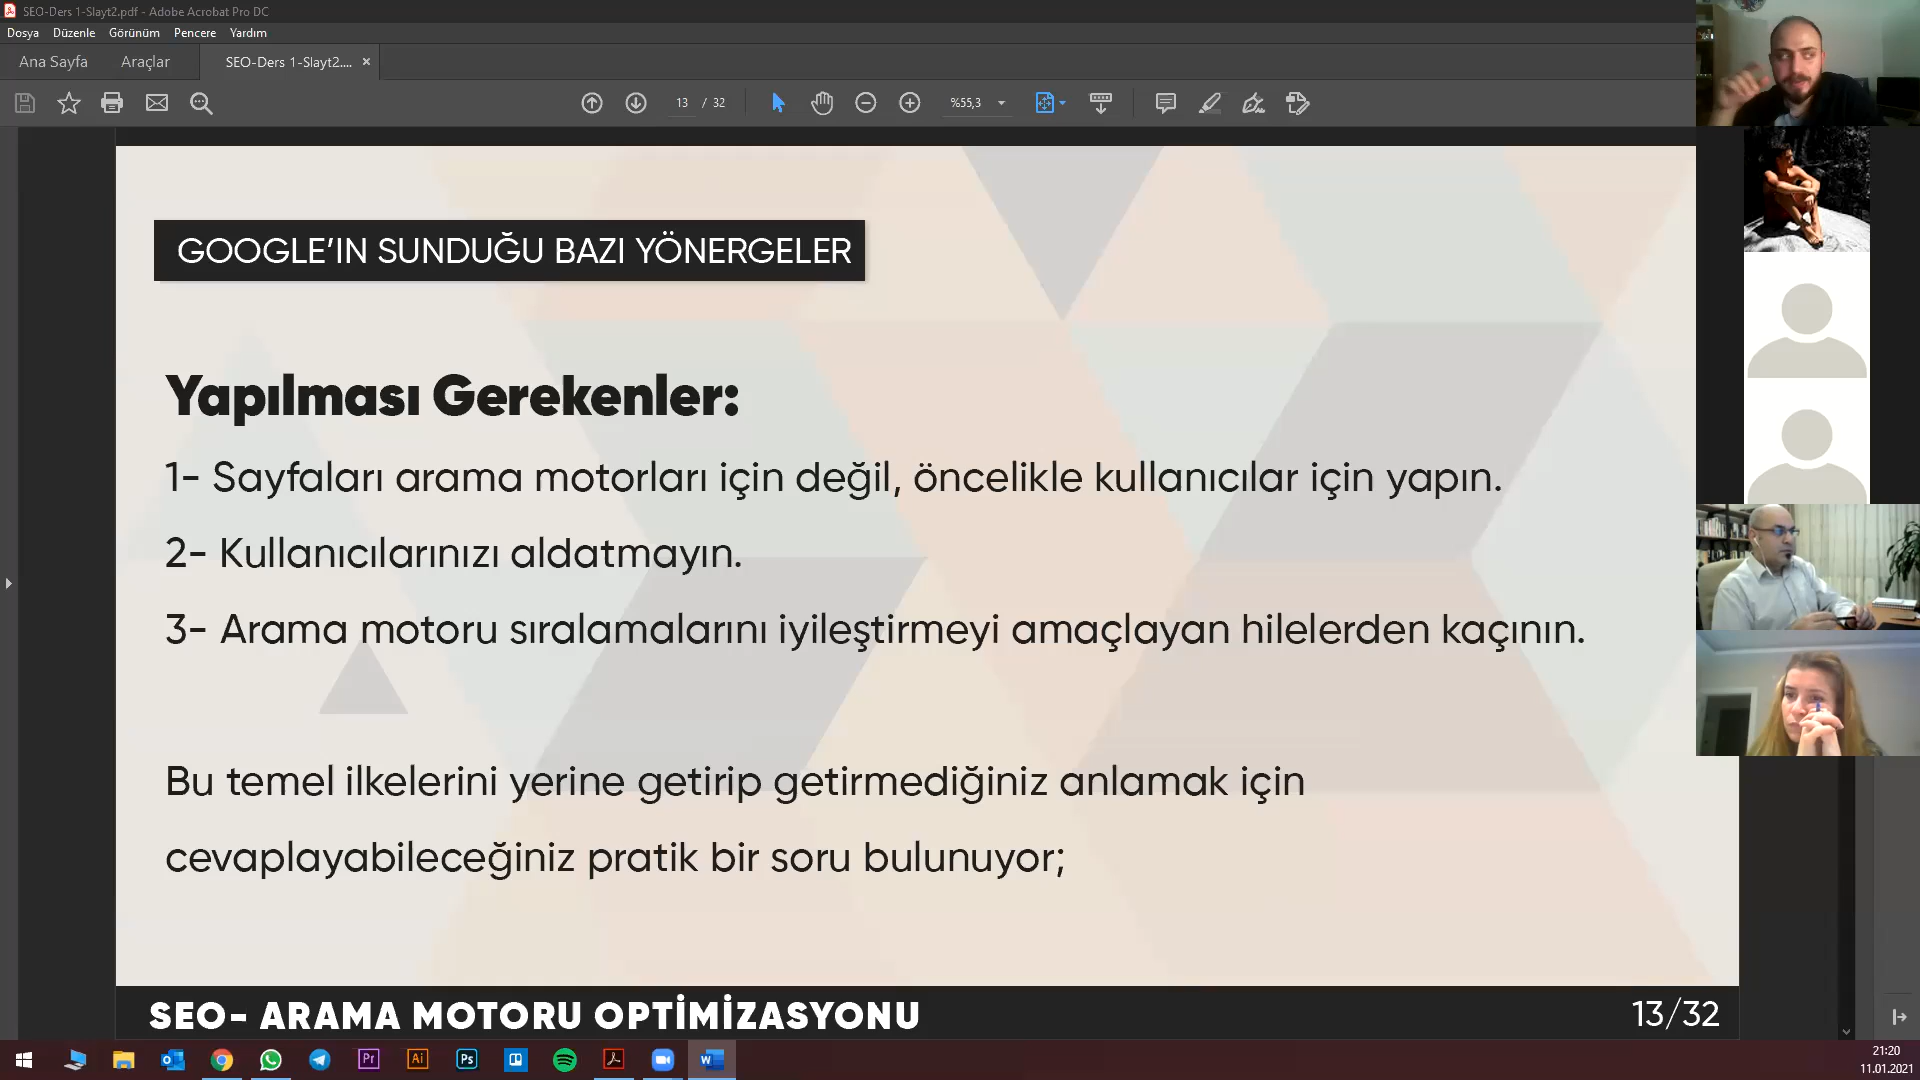 SEO-Ders 1-Slayt2.pdf - Adobe Acrobat Pro DC
Dosya Düzenle Görünüm Pencere Yardım
Ana Sayfa Araçlar SEO-Ders 1-Slayt2....
13 / 32 %55,3
GOOGLE’IN SUNDUĞU BAZI YÖNERGELER
Yapılması Gerekenler:
1- Sayfaları arama motorları için değil, öncelikle kullanıcılar için yapın.
2- Kullanıcılarınızı aldatmayın.
3- Arama motoru sıralamalarını iyileştirmeyi amaçlayan hilelerden kaçının.
Bu temel ilkelerini yerine getirip getirmediğiniz anlamak için
cevaplayabileceğiniz pratik bir soru bulunuyor;
SEO- ARAMA MOTORU OPTİMİZASYONU 13/32
Pr Ai Ps
21:20
11.01.2021